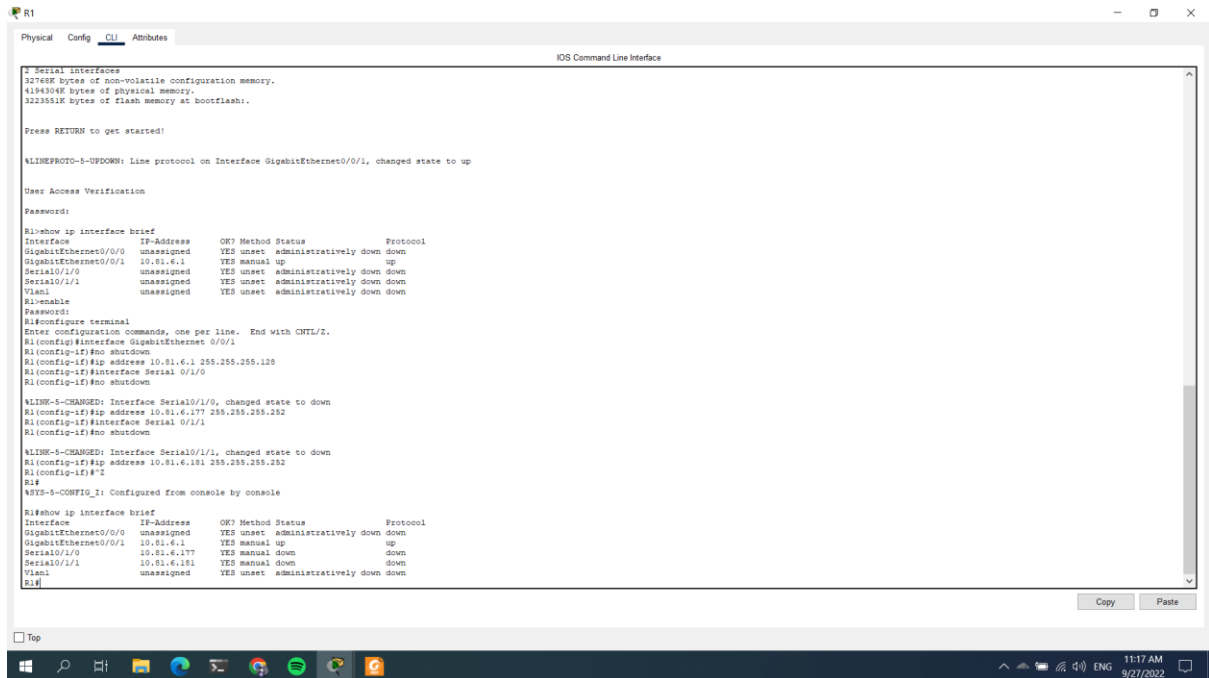 R1
Physical Config CLI Attributes
IOS Command Line Interface
2 Serial interfaces
32768K bytes of non-volatile configuration memory.
4194304K bytes of physical memory.
3223551K bytes of flash memory at bootflash:.
Press RETURN to get started!
%LINEPROTO-5-UPDOWN: Line protocol on Interface GigabitEthernet0/0/1, changed state to up
User Access Verification
Password:
R1>show ip interface brief
Interface IP-Address OK? Method Status Protocol
GigabitEthernet0/0/0 unassigned YES unset administratively down down
GigabitEthernet0/0/1 10.81.6.1 YES manual up up
Serial0/1/0 unassigned YES unset administratively down down
Serial0/1/1 unassigned YES unset administratively down down
Vlan1 unassigned YES unset administratively down down
R1>enable
Password:
R1#configure terminal
Enter configuration commands, one per line. End with CNTL/Z.
R1(config)#interface GigabitEthernet 0/0/1
R1(config-if)#no shutdown
R1(config-if)#ip address 10.81.6.1 255.255.255.128
R1(config-if)#interface Serial 0/1/0
R1(config-if)#no shutdown
%LINK-5-CHANGED: Interface Serial0/1/0, changed state to down
R1(config-if)#ip address 10.81.6.177 255.255.255.252
R1(config-if)#interface Serial 0/1/1
R1(config-if)#no shutdown
%LINK-5-CHANGED: Interface Serial0/1/1, changed state to down
R1(config-if)#ip address 10.81.6.181 255.255.255.252
R1(config-if)#^Z
R1#
%SYS-5-CONFIG_I: Configured from console by console
R1#show ip interface brief
Interface IP-Address OK? Method Status Protocol
GigabitEthernet0/0/0 unassigned YES unset administratively down down
GigabitEthernet0/0/1 10.81.6.1 YES manual up up
Serial0/1/0 10.81.6.177 YES manual down down
Serial0/1/1 10.81.6.181 YES manual down down
Vlan1 unassigned YES unset administratively down down
R1#
Copy Paste
Top
ENG 11:17 AM
9/27/2022